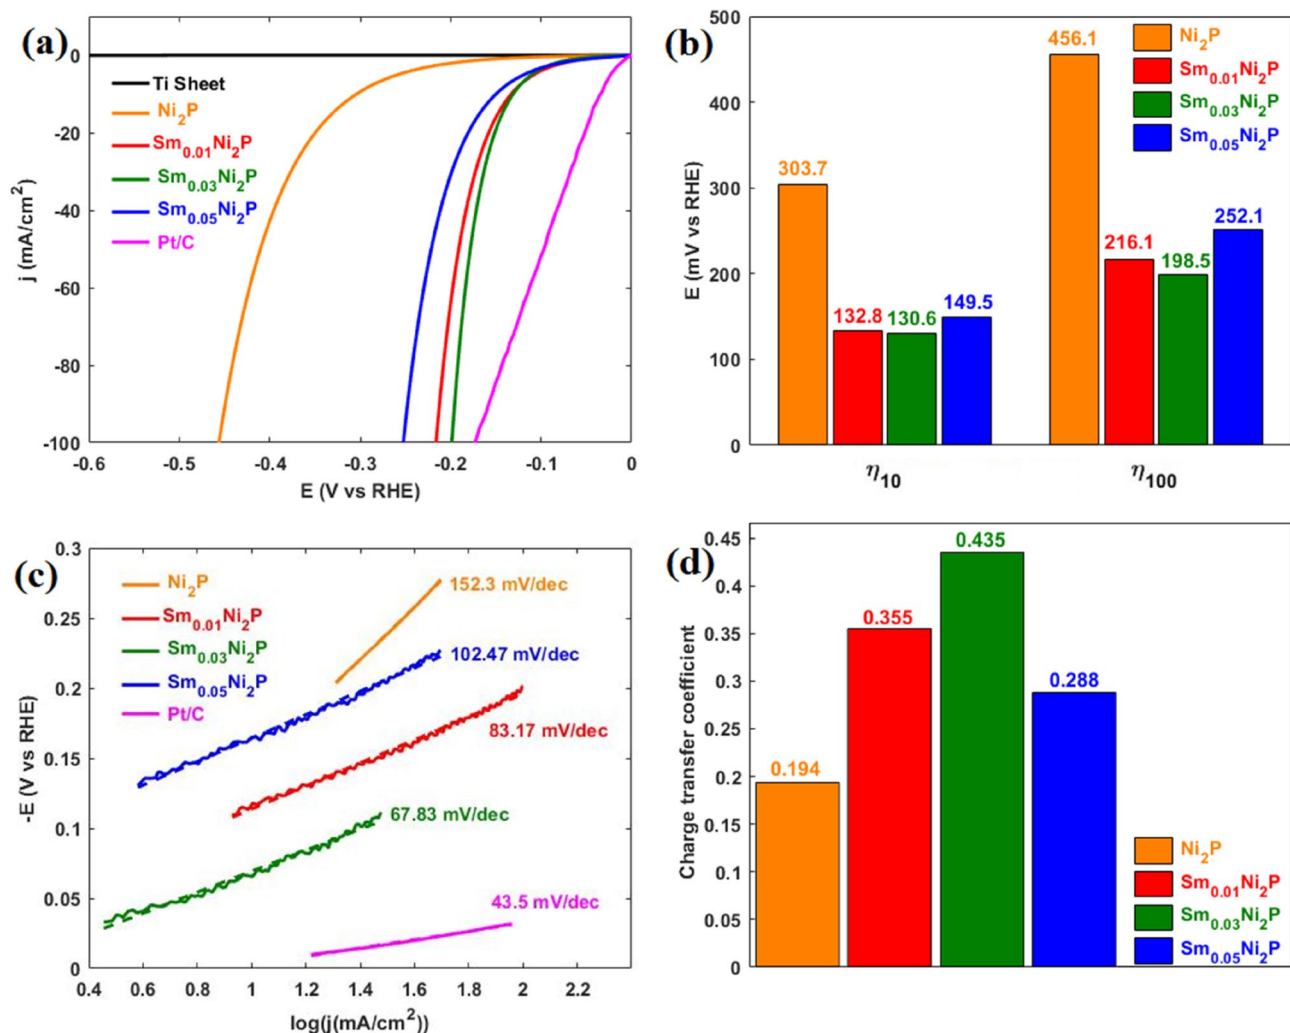 (a)
0
-20
-40
-60
-80
-100
j (mA/cm²)
Ti Sheet
Ni₂P
Sm₀.₀₁Ni₂P
Sm₀.₀₃Ni₂P
Sm₀.₀₅Ni₂P
Pt/C
-0.6 -0.5 -0.4 -0.3 -0.2 -0.1 0
E (V vs RHE)
(b)
500
400
300
200
100
0
E (mV vs RHE)
Ni₂P
Sm₀.₀₁Ni₂P
Sm₀.₀₃Ni₂P
Sm₀.₀₅Ni₂P
303.7
132.8
130.6
149.5
456.1
216.1
198.5
252.1
η₁₀ η₁₀₀
(c)
0.3
0.25
0.2
0.15
0.1
0.05
0
-E (V vs RHE)
Ni₂P
Sm₀.₀₁Ni₂P
Sm₀.₀₃Ni₂P
Sm₀.₀₅Ni₂P
Pt/C
152.3 mV/dec
102.47 mV/dec
83.17 mV/dec
67.83 mV/dec
43.5 mV/dec
0.4 0.6 0.8 1 1.2 1.4 1.6 1.8 2 2.2
log(j(mA/cm²))
(d)
0.45
0.4
0.35
0.3
0.25
0.2
0.15
0.1
0.05
0
Charge transfer coefficient
0.194
0.355
0.435
0.288
Ni₂P
Sm₀.₀₁Ni₂P
Sm₀.₀₃Ni₂P
Sm₀.₀₅Ni₂P